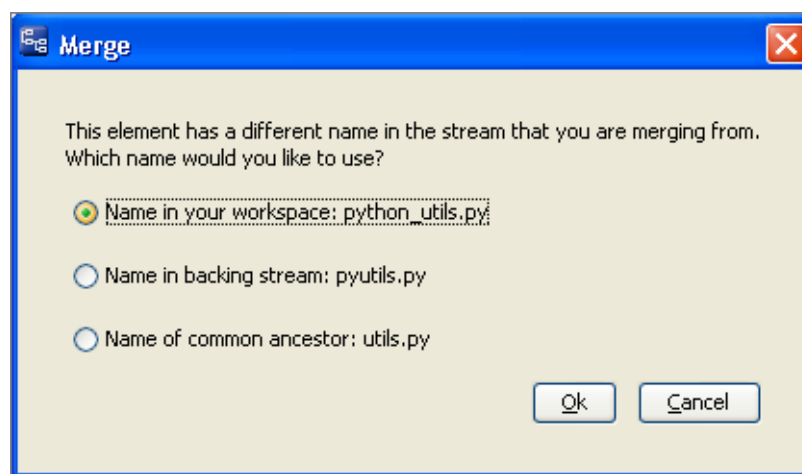 Merge
This element has a different name in the stream that you are merging from.
Which name would you like to use?
Name in your workspace: python_utils.py
Name in backing stream: pyutils.py
Name of common ancestor: utils.py
Ok
Cancel